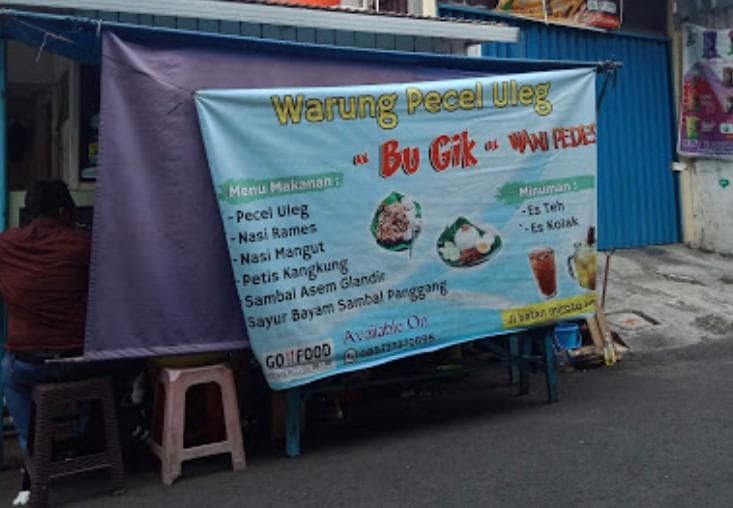 Warung Pecel Uleg
"Bu Gik" WANI PEDES
Menu Makanan :
- Pecel Uleg
- Nasi Rames
- Nasi Mangut
- Petis Kangkung
Sambal Asem Glandir
Sayur Bayam Sambal Panggang
Minuman :
- Es Teh
- Es Kolak
GO FOOD
Available On